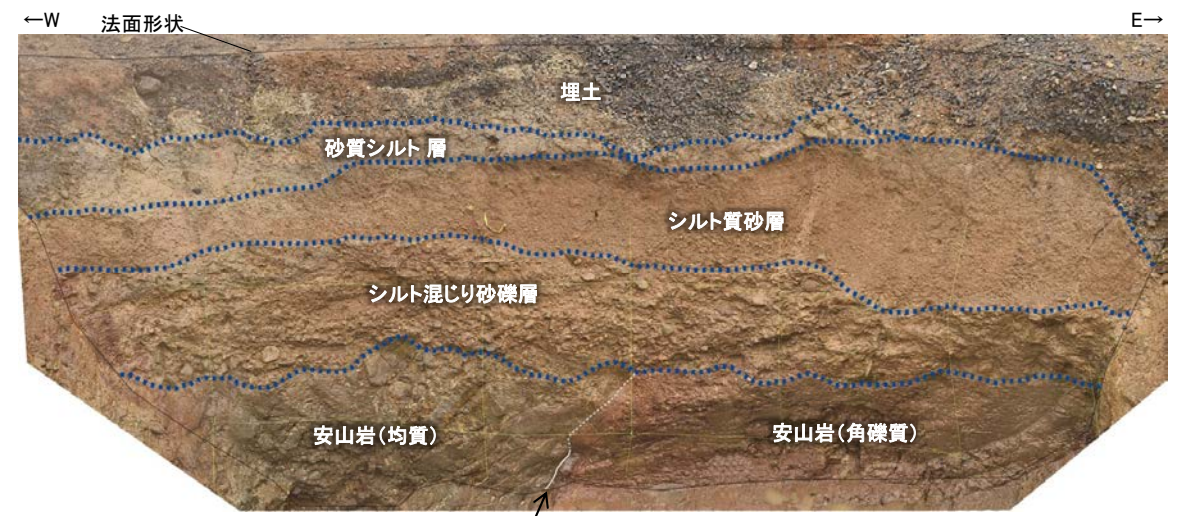 ←W
法面形状
E→
埋土
砂質シルト 層
シルト質砂層
シルト混じり砂礫層
安山岩（均質）
安山岩（角礫質）